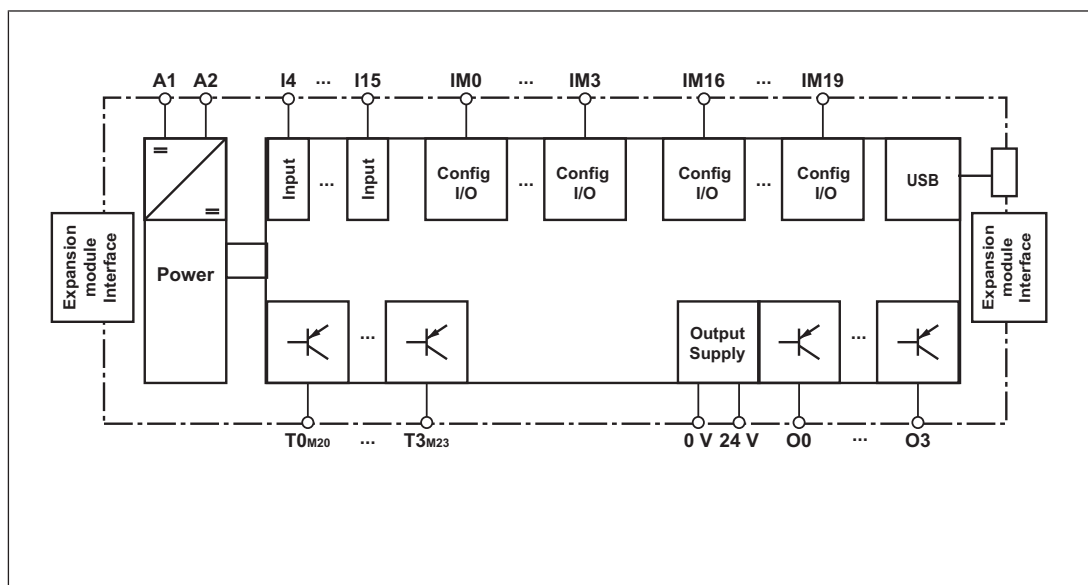 A1 A2 I4 ... I15 IM0 ... IM3 IM16 ... IM19
Input ... Input Config I/O ... Config I/O Config I/O ... Config I/O USB
Expansion module Interface
Power
Expansion module Interface
... Output Supply ...
T0M20 ... T3M23 0 V 24 V O0 ... O3